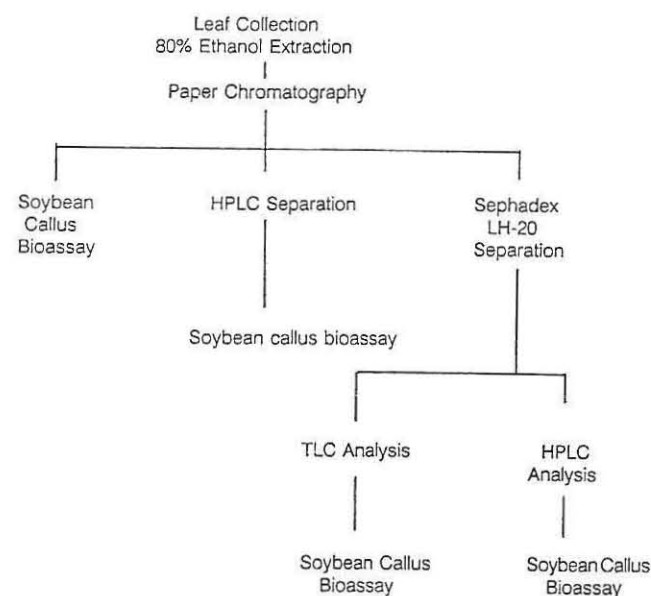 Leaf Collection
80% Ethanol Extraction
Paper Chromatography
Soybean
Callus
Bioassay
HPLC Separation
Soybean callus bioassay
Sephadex
LH-20
Separation
TLC Analysis
Soybean Callus
Bioassay
HPLC
Analysis
Soybean Callus
Bioassay